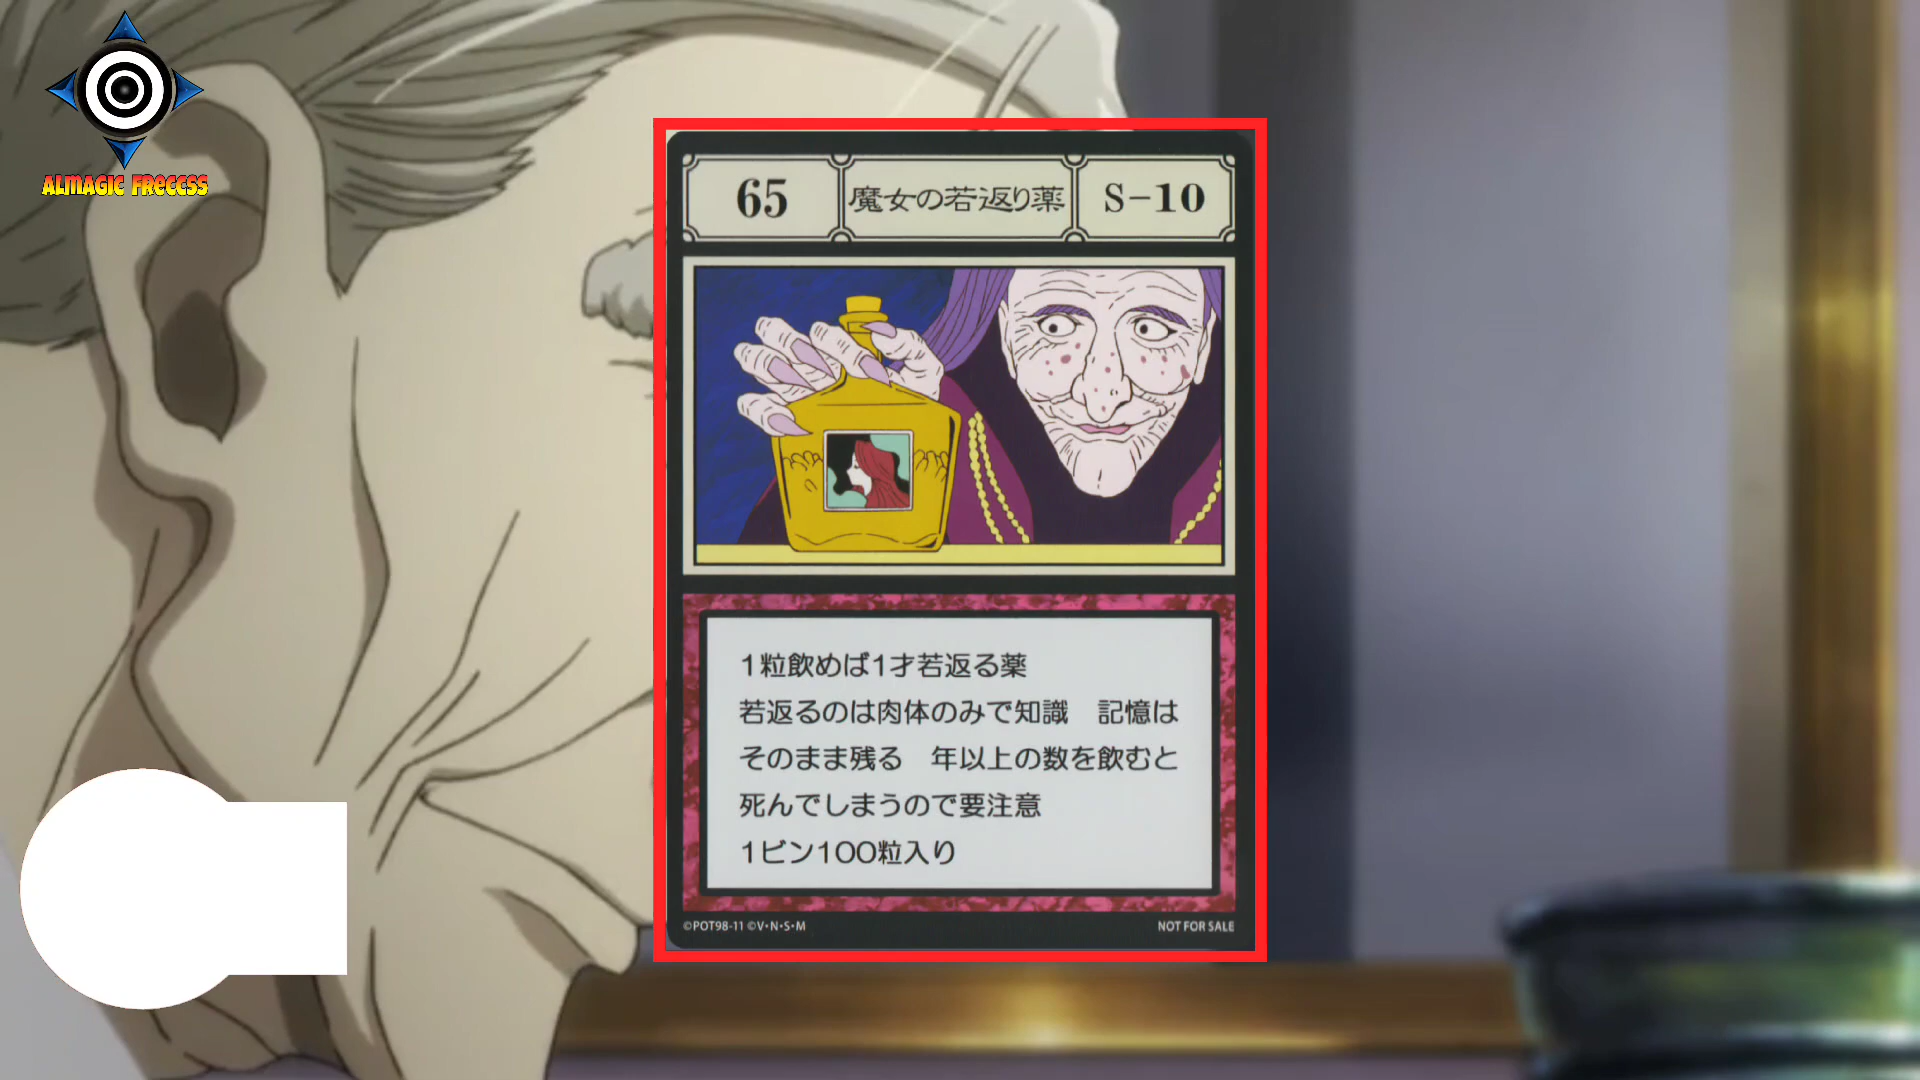 ALMAGIC FRECCSS
65
魔女の若返り薬
S-10
1粒飲めば1才若返る薬
若返るのは肉体のみで知識　記憶は
そのまま残る　年以上の数を飲むと
死んでしまうので要注意
1ビン100粒入り
©POT98-11 ©V・N・S・M
NOT FOR SALE